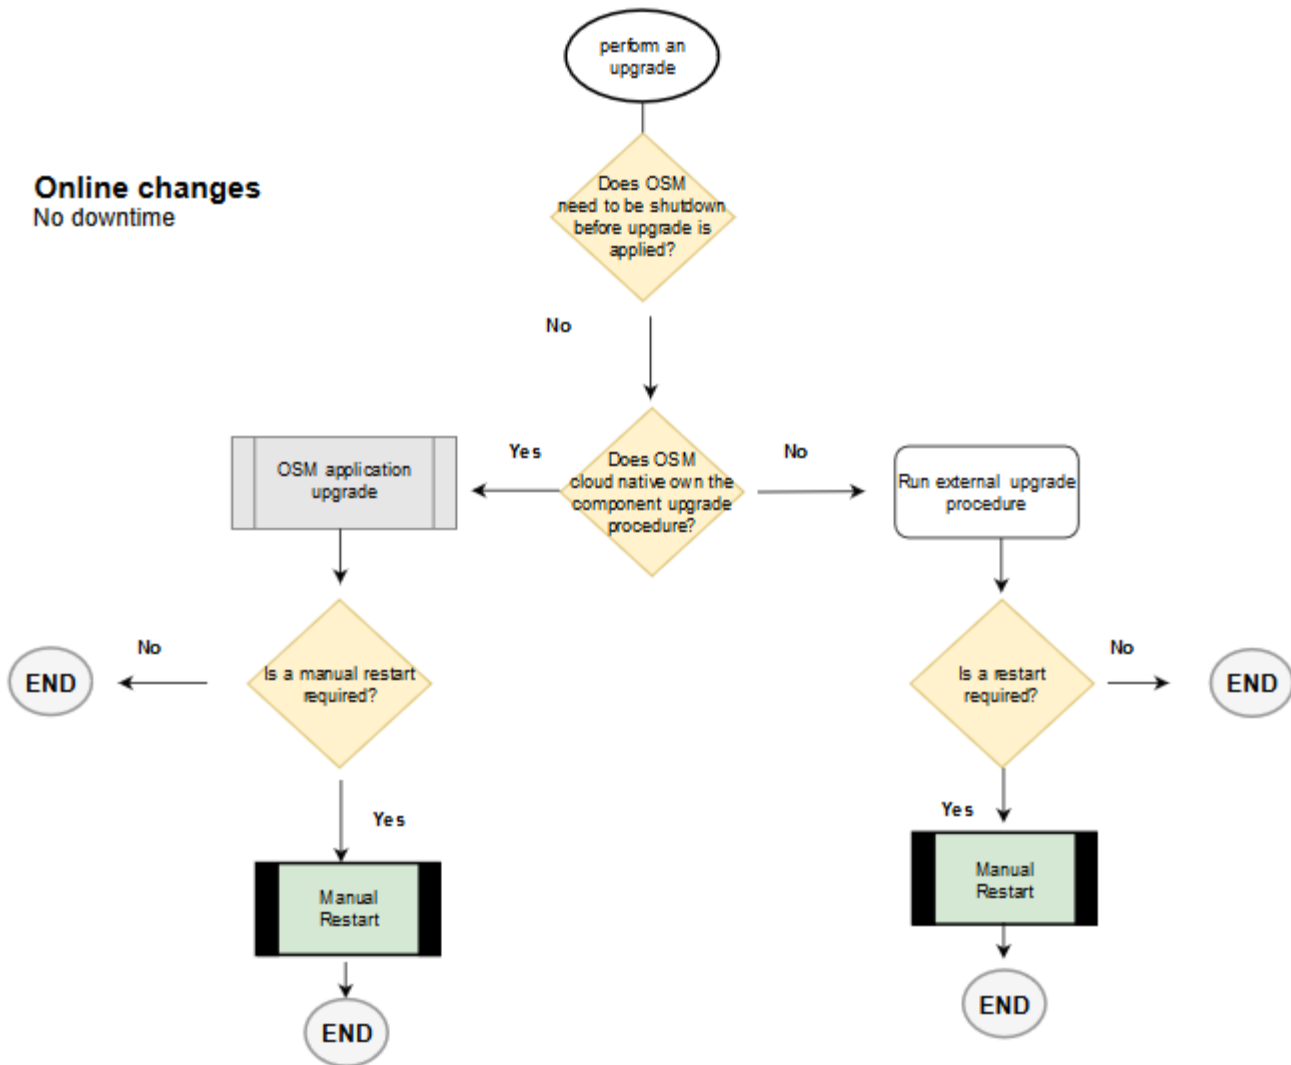 perform an
upgrade
Online changes
No downtime
Does OSM
need to be shutdown
before upgrade is
applied?
No
Yes
No
OSM application
upgrade
Does OSM
cloud native own the
component upgrade
procedure?
Run external upgrade
procedure
No
Is a manual restart
required?
END
Is a restart
required?
No
END
Yes
Yes
Manual
Restart
Manual
Restart
END
END